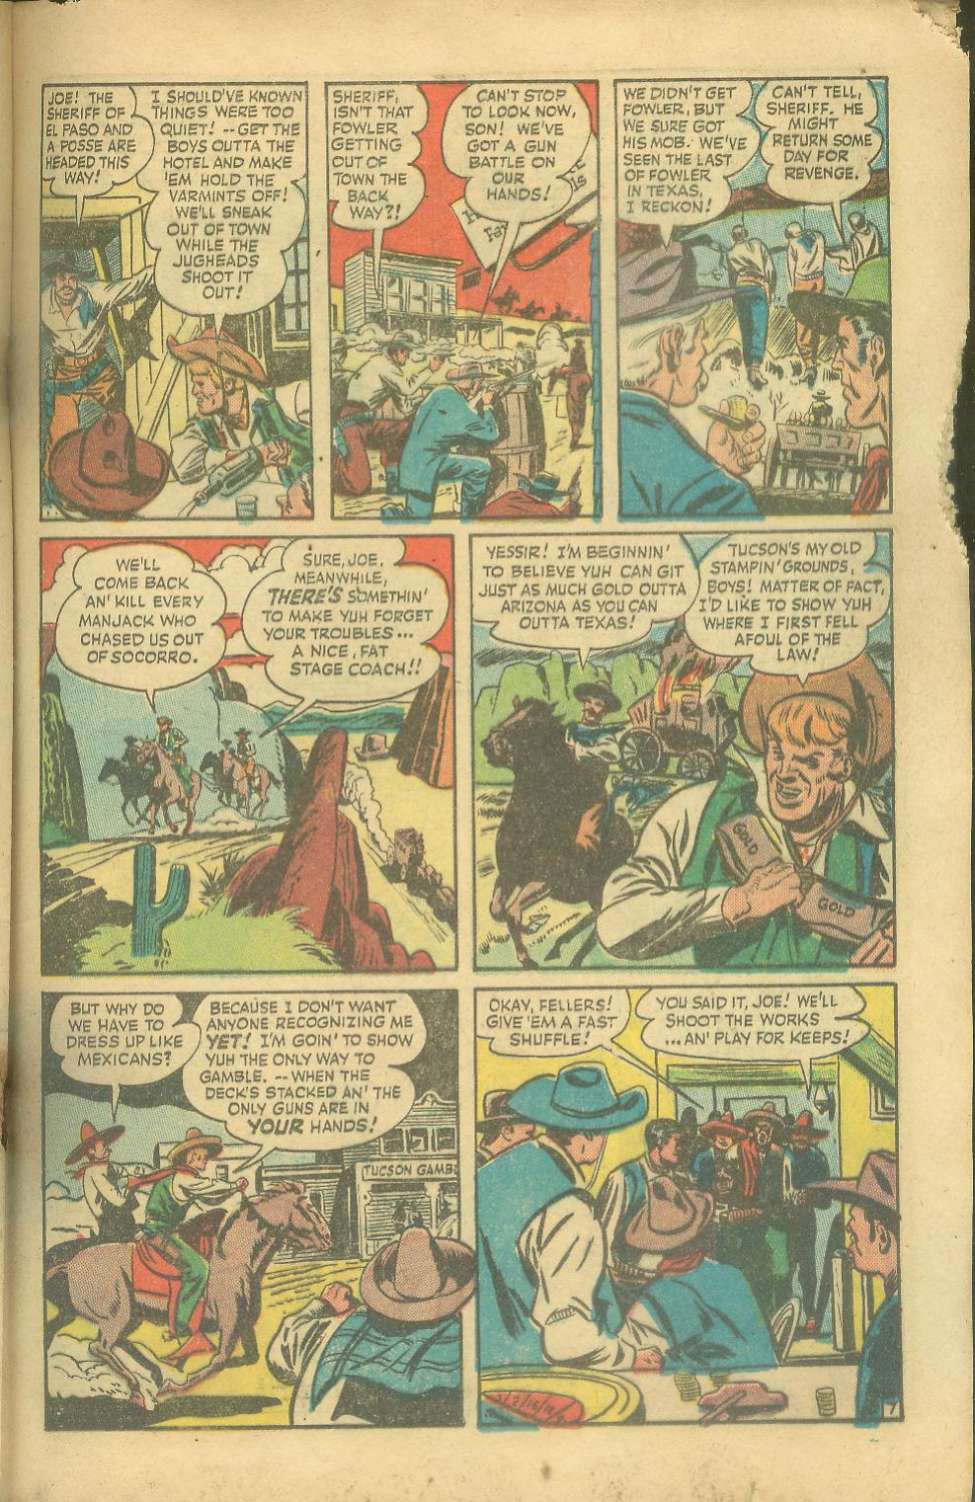 JOE! THE
SHERIFF OF
EL PASO AND
A POSSE ARE
HEADED THIS
WAY!
I SHOULD'VE KNOWN
THINGS WERE TOO
QUIET! -- GET THE
BOYS OUTTA THE
HOTEL AND MAKE
'EM HOLD THE
VARMINTS OFF!
WE'LL SNEAK
OUT OF TOWN
WHILE THE
JUGHEADS
SHOOT IT
OUT!
SHERIFF,
ISN'T THAT
FOWLER
GETTING
OUT OF
TOWN THE
BACK
WAY?!
CAN'T STOP
TO LOOK NOW,
SON! WE'VE
GOT A GUN
BATTLE ON
OUR
HANDS!
WE DIDN'T GET
FOWLER, BUT
WE SURE GOT
HIS MOB. WE'VE
SEEN THE LAST
OF FOWLER
IN TEXAS,
I RECKON!
CAN'T TELL,
SHERIFF. HE
MIGHT
RETURN SOME
DAY FOR
REVENGE.
WE'LL
COME BACK
AN' KILL EVERY
MANJACK WHO
CHASED US OUT
OF SOCORRO.
SURE, JOE.
MEANWHILE,
THERE'S SOMETHIN'
TO MAKE YUH FORGET
YOUR TROUBLES...
A NICE, FAT
STAGE COACH!!
YESSIR! I'M BEGINNIN'
TO BELIEVE YUH CAN GIT
JUST AS MUCH GOLD OUTTA
ARIZONA AS YOU CAN
OUTTA TEXAS!
TUCSON'S MY OLD
STAMPIN' GROUNDS,
BOYS! MATTER OF FACT,
I'D LIKE TO SHOW YUH
WHERE I FIRST FELL
AFOUL OF THE
LAW!
GOLD
GOLD
BUT WHY DO
WE HAVE TO
DRESS UP LIKE
MEXICANS?
BECAUSE I DON'T WANT
ANYONE RECOGNIZING ME
YET! I'M GOIN' TO SHOW
YUH THE ONLY WAY TO
GAMBLE. -- WHEN THE
DECK'S STACKED AN' THE
ONLY GUNS ARE IN
YOUR HANDS!
TUCSON GAMBL
OKAY, FELLERS!
GIVE 'EM A FAST
SHUFFLE!
YOU SAID IT, JOE! WE'LL
SHOOT THE WORKS
...AN' PLAY FOR KEEPS!
7